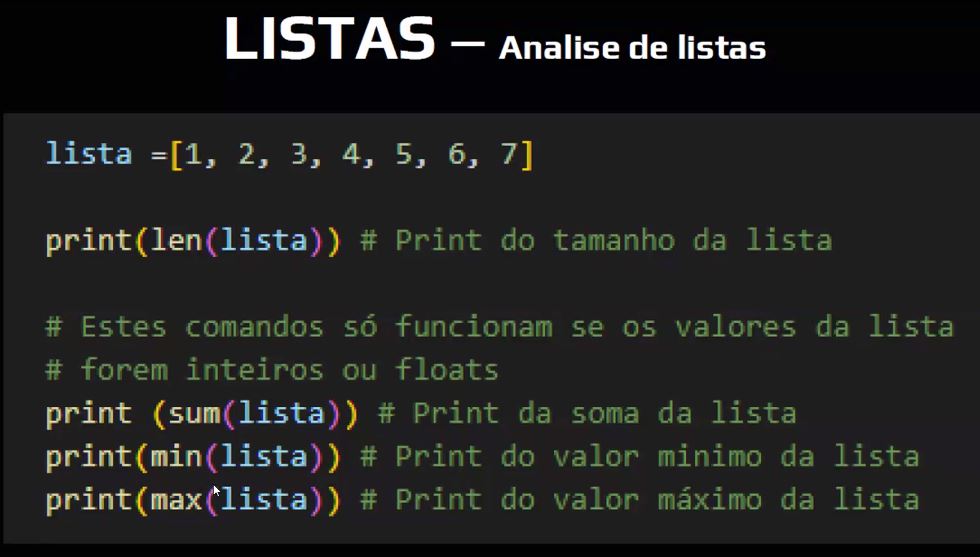 LISTAS — Analise de listas
lista =[1, 2, 3, 4, 5, 6, 7]
print(len(lista)) # Print do tamanho da lista
# Estes comandos só funcionam se os valores da lista
# forem inteiros ou floats
print (sum(lista)) # Print da soma da lista
print(min(lista)) # Print do valor minimo da lista
print(max(lista)) # Print do valor máximo da lista